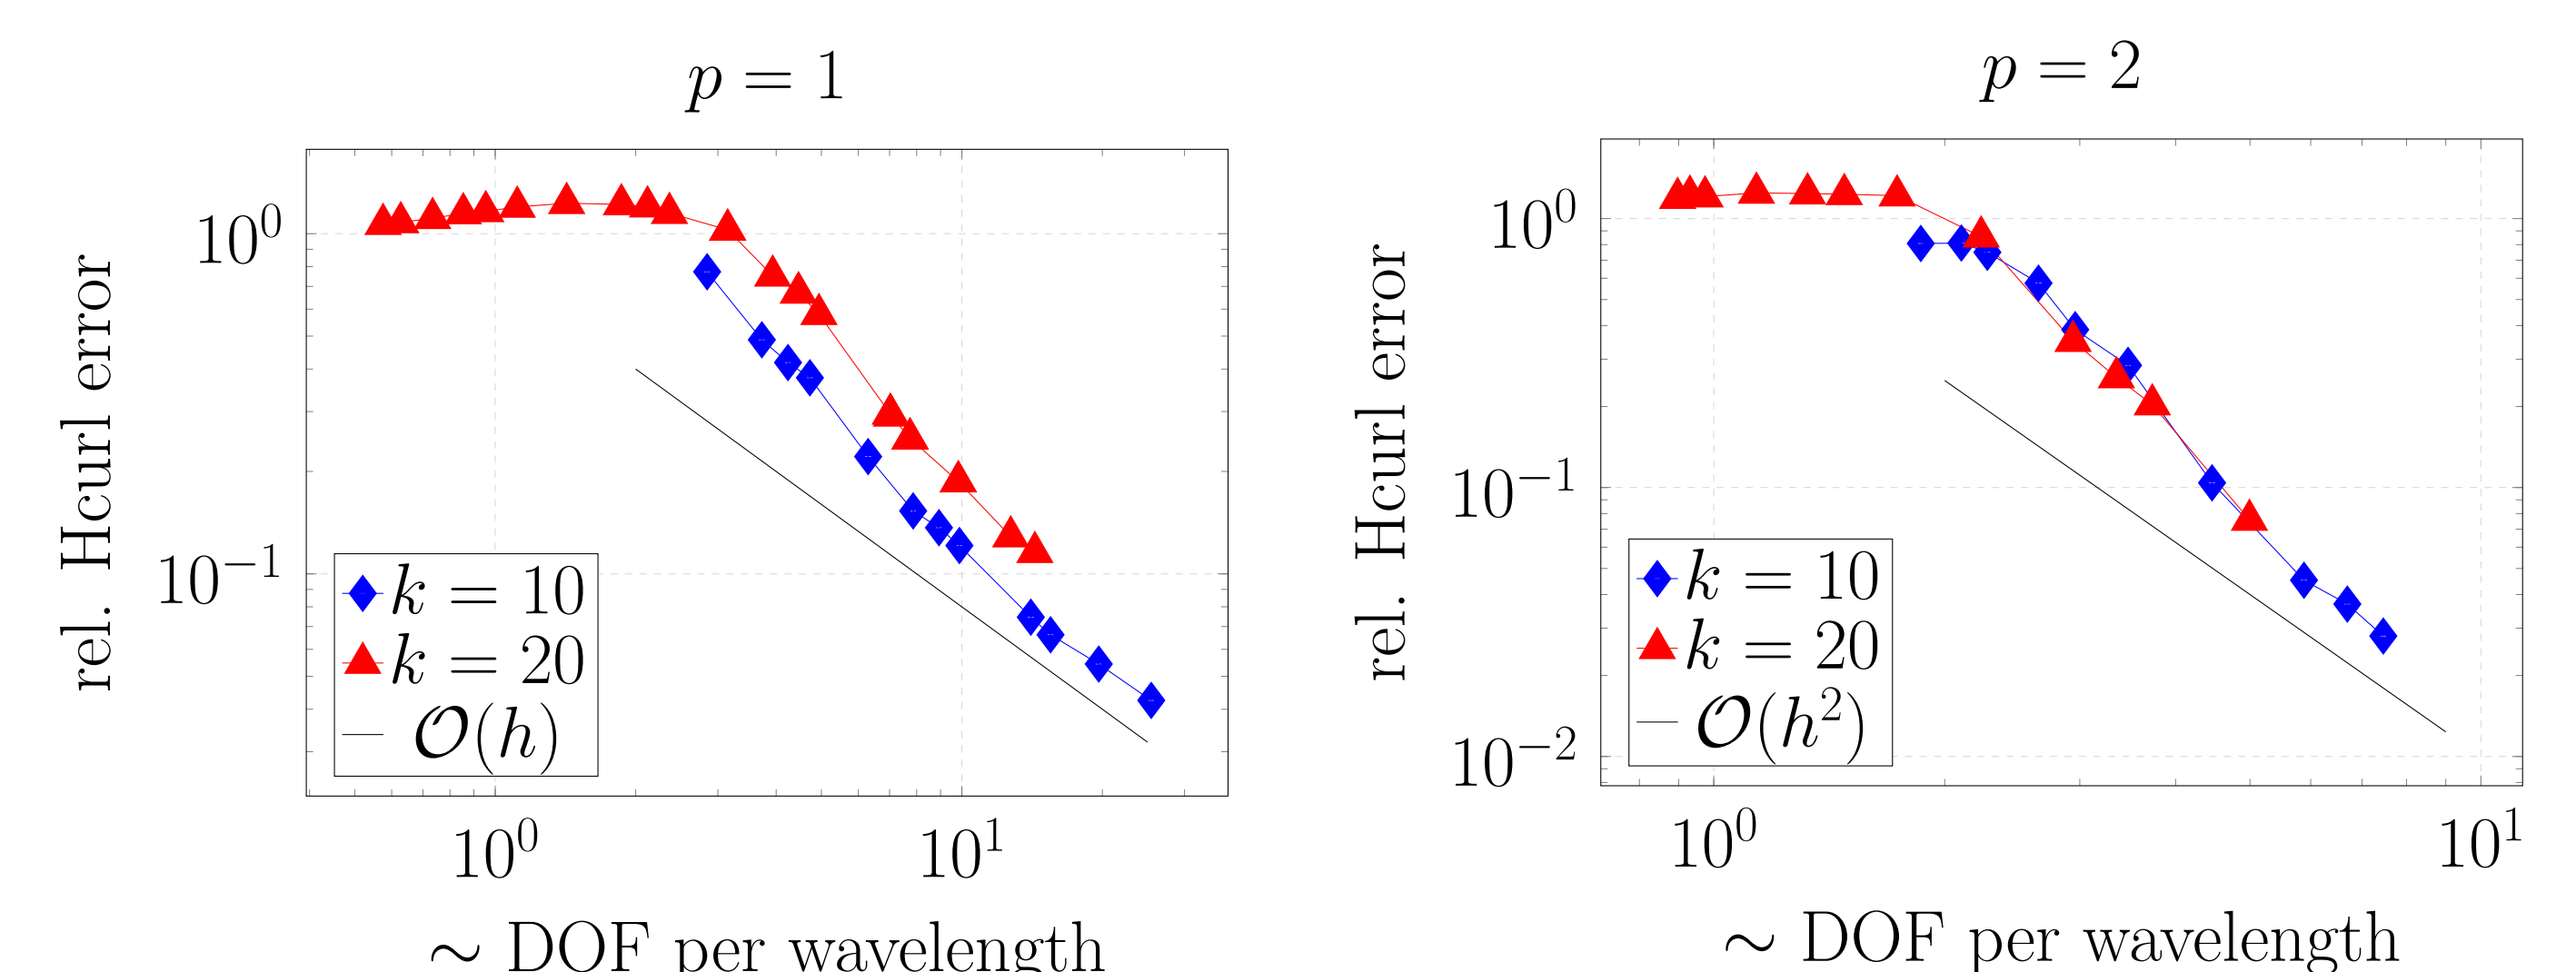 p = 1
rel. Hcurl error
10^0
10^{-1}
k = 10
k = 20
𝒪(h)
10^0 10^1
∼ DOF per wavelength
p = 2
rel. Hcurl error
10^0
10^{-1}
10^{-2}
k = 10
k = 20
𝒪(h^2)
10^0 10^1
∼ DOF per wavelength